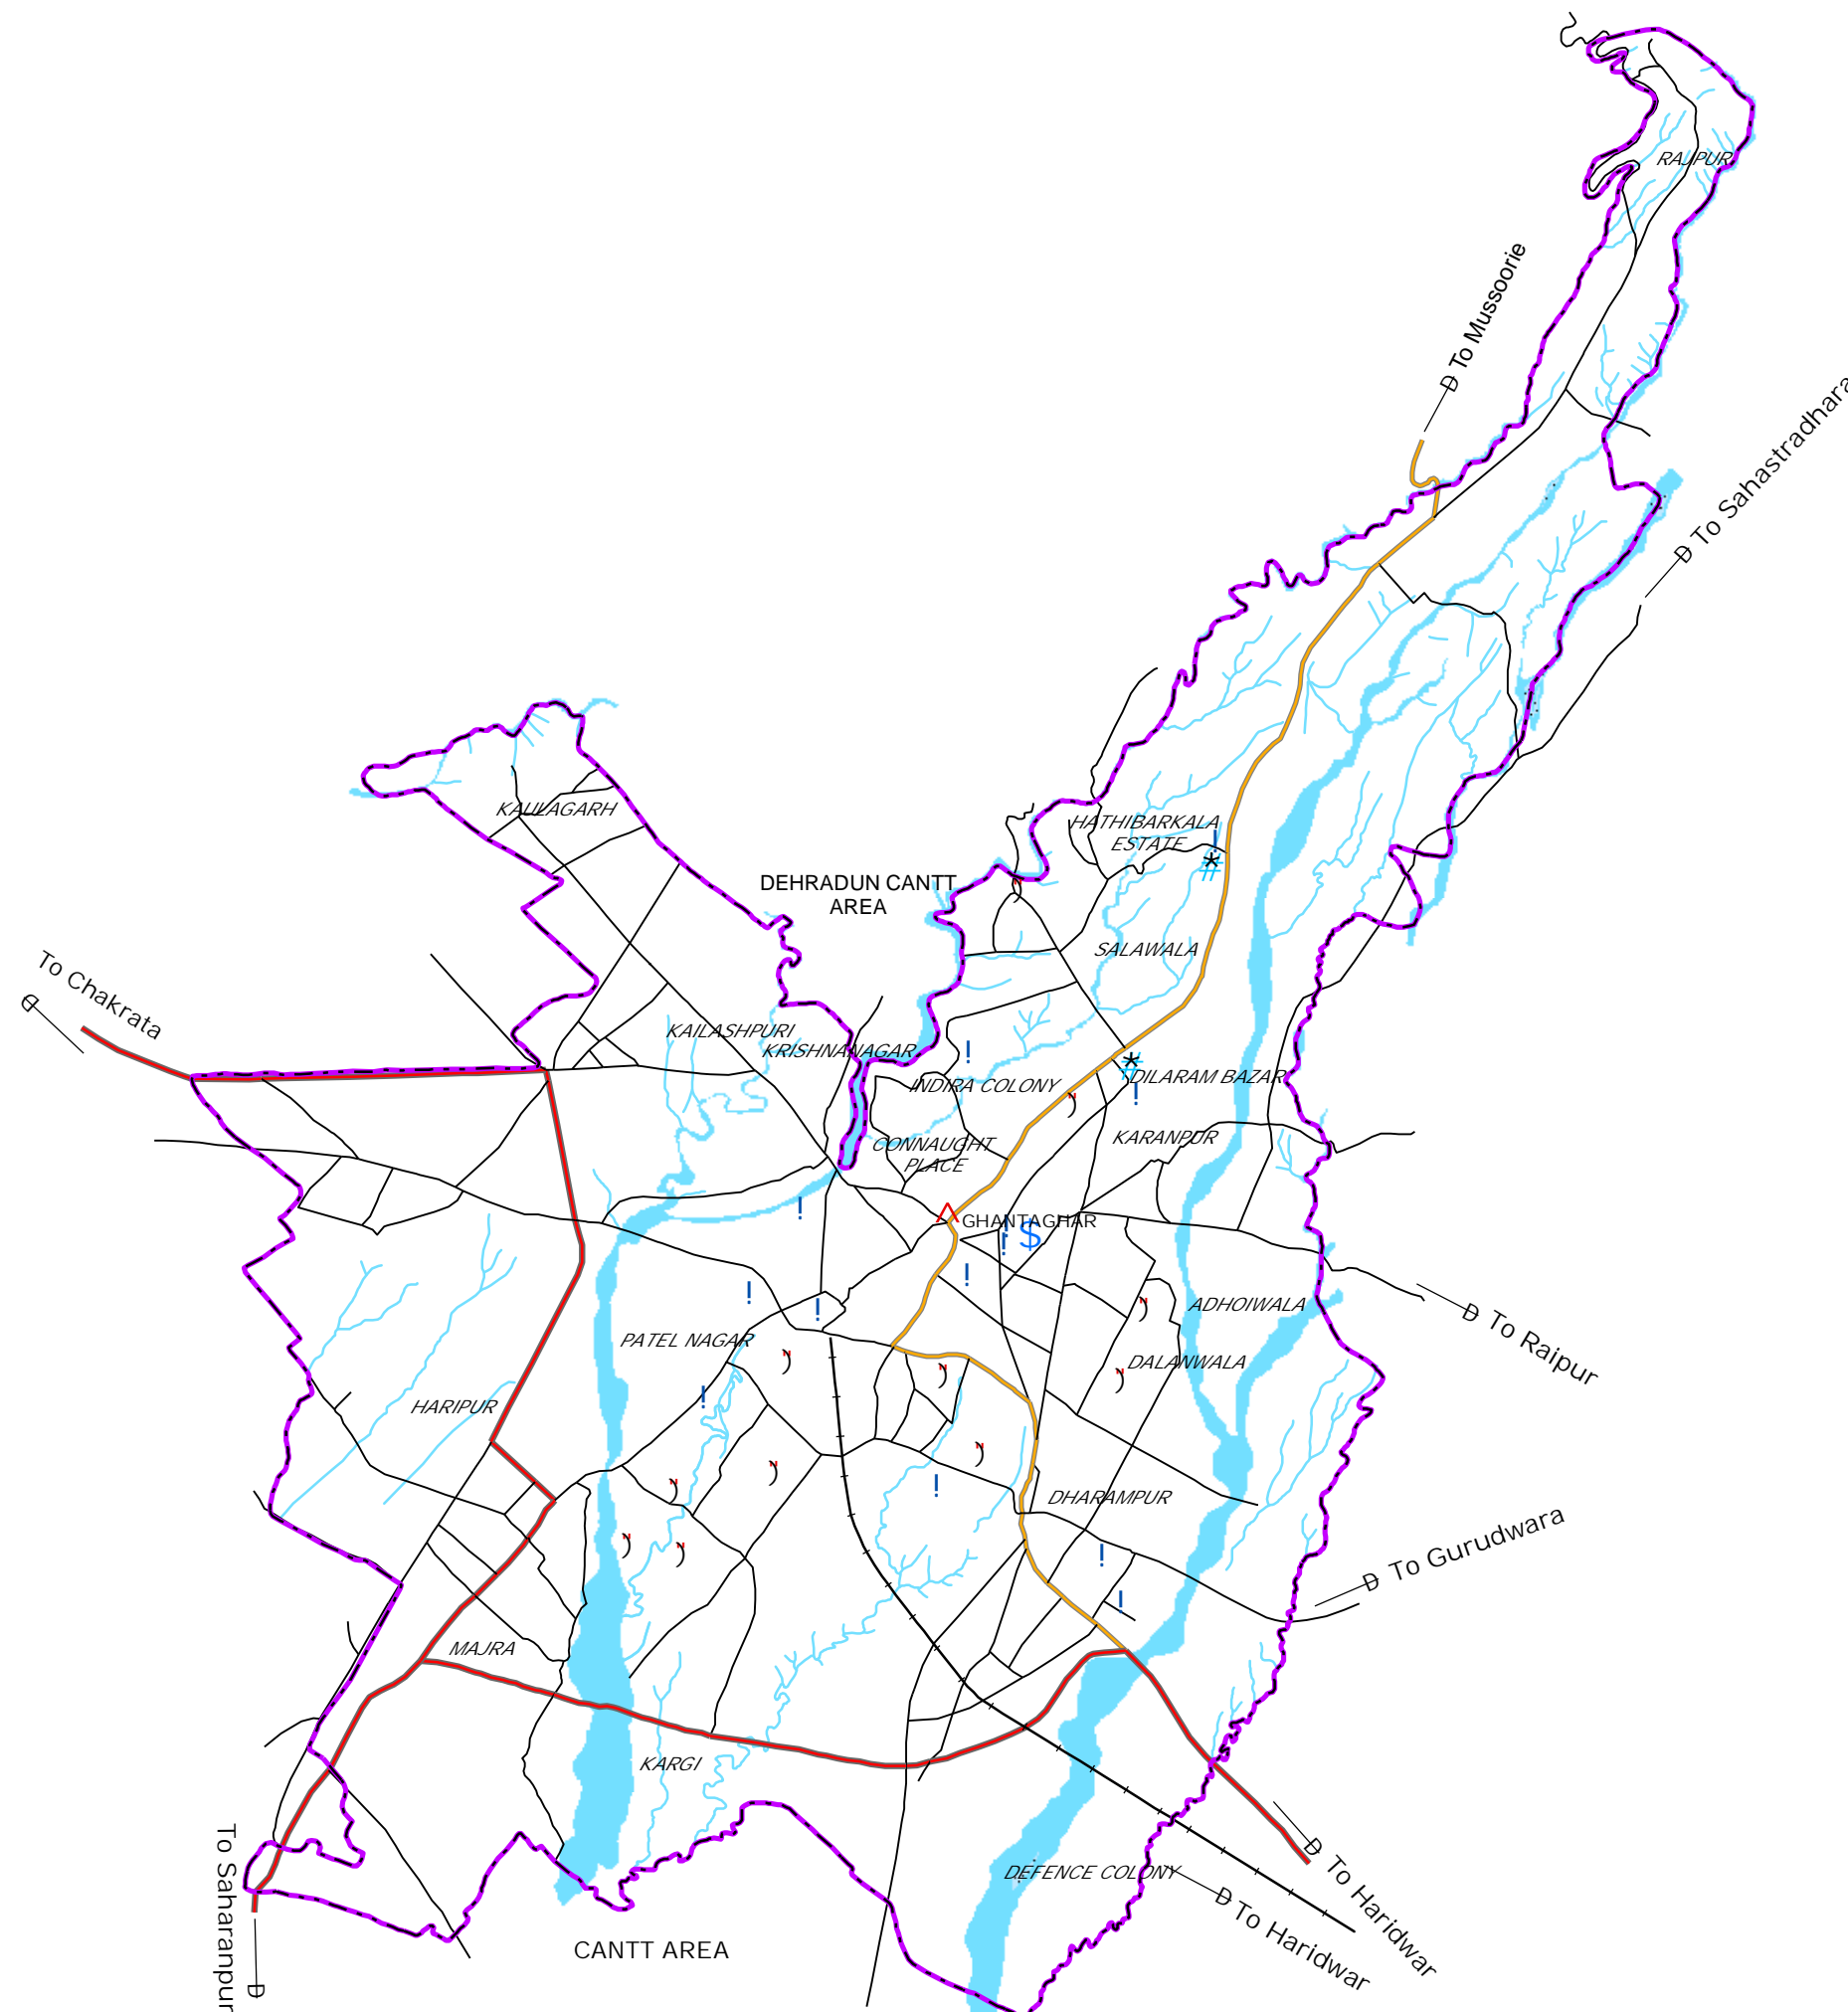 RAJPUR
D To Mussoorie
D To Sahastradhara
KAULAGARH
HATHIBARKALA
ESTATE
DEHRADUN CANTT
AREA
SALAWALA
To Chakrata
D
KAILASHPURI
KRISHNANAGAR
INDIRA COLONY
DILARAM BAZAR
CONNAUGHT
PLACE
KARANPUR
GHANTAGHAR
ADHOIWALA
D To Raipur
PATEL NAGAR
DALANWALA
HARIPUR
DHARAMPUR
D To Gurudwara
MAJRA
KARGI
To Saharanpur
D
DEFENCE COLONY
D To Haridwar
D To Haridwar
CANTT AREA